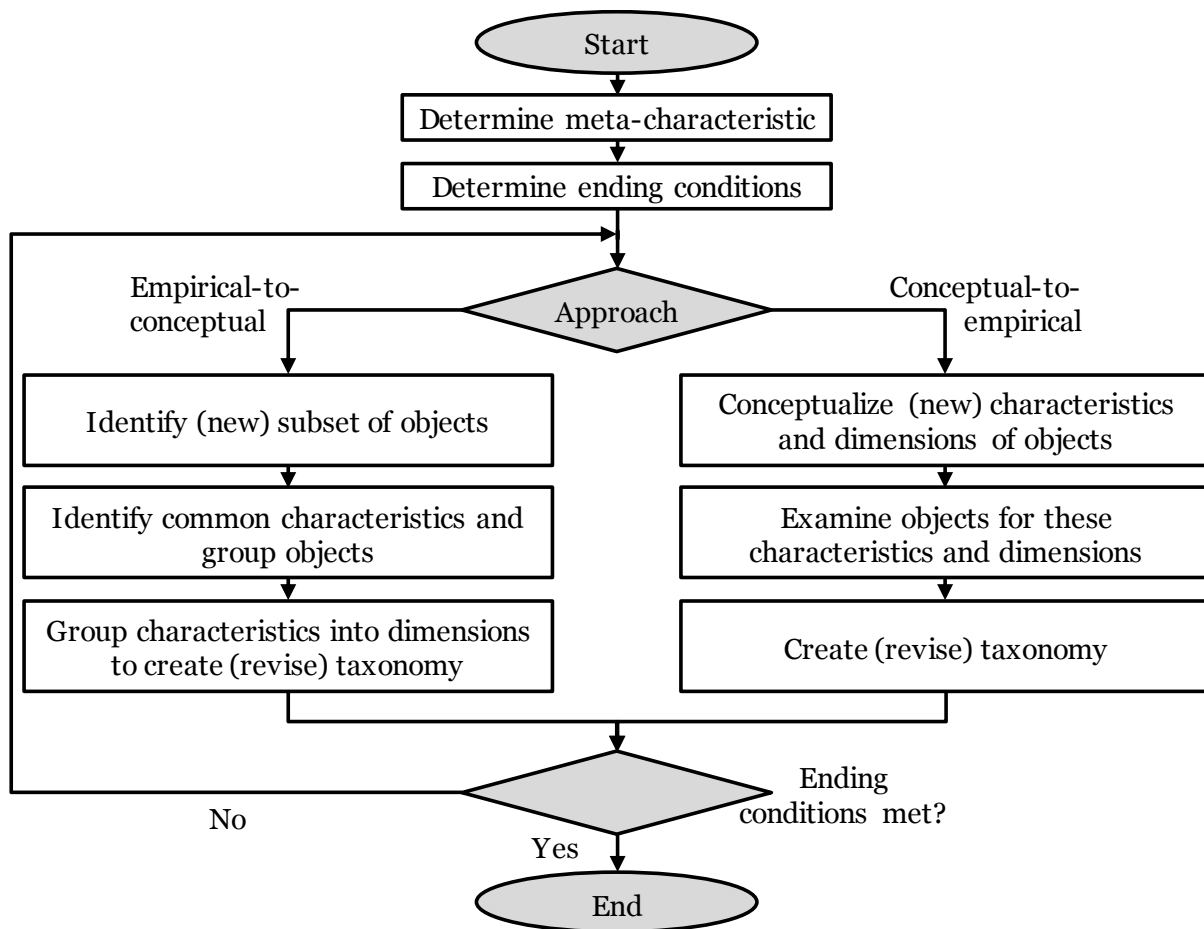 Start
Determine meta-characteristic
Determine ending conditions
Empirical-to-
conceptual
Approach
Conceptual-to-
empirical
Identify (new) subset of objects
Conceptualize (new) characteristics
and dimensions of objects
Identify common characteristics and
group objects
Examine objects for these
characteristics and dimensions
Group characteristics into dimensions
to create (revise) taxonomy
Create (revise) taxonomy
Ending
conditions met?
No
Yes
End